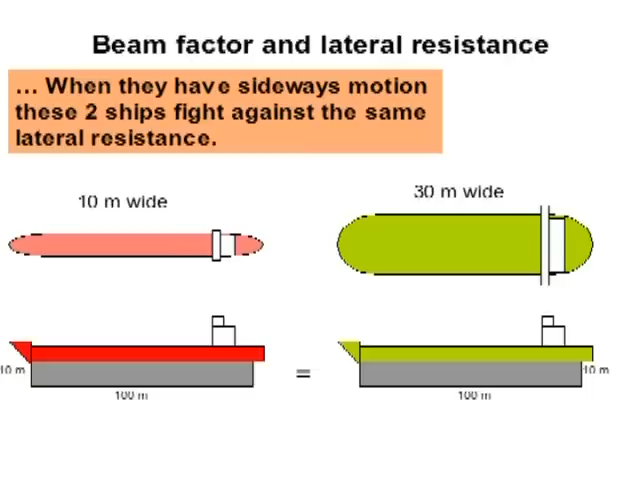 Beam factor and lateral resistance
... When they have sideways motion
these 2 ships fight against the same
lateral resistance.
10 m wide
30 m wide
10 m
100 m
=
100 m
10 m